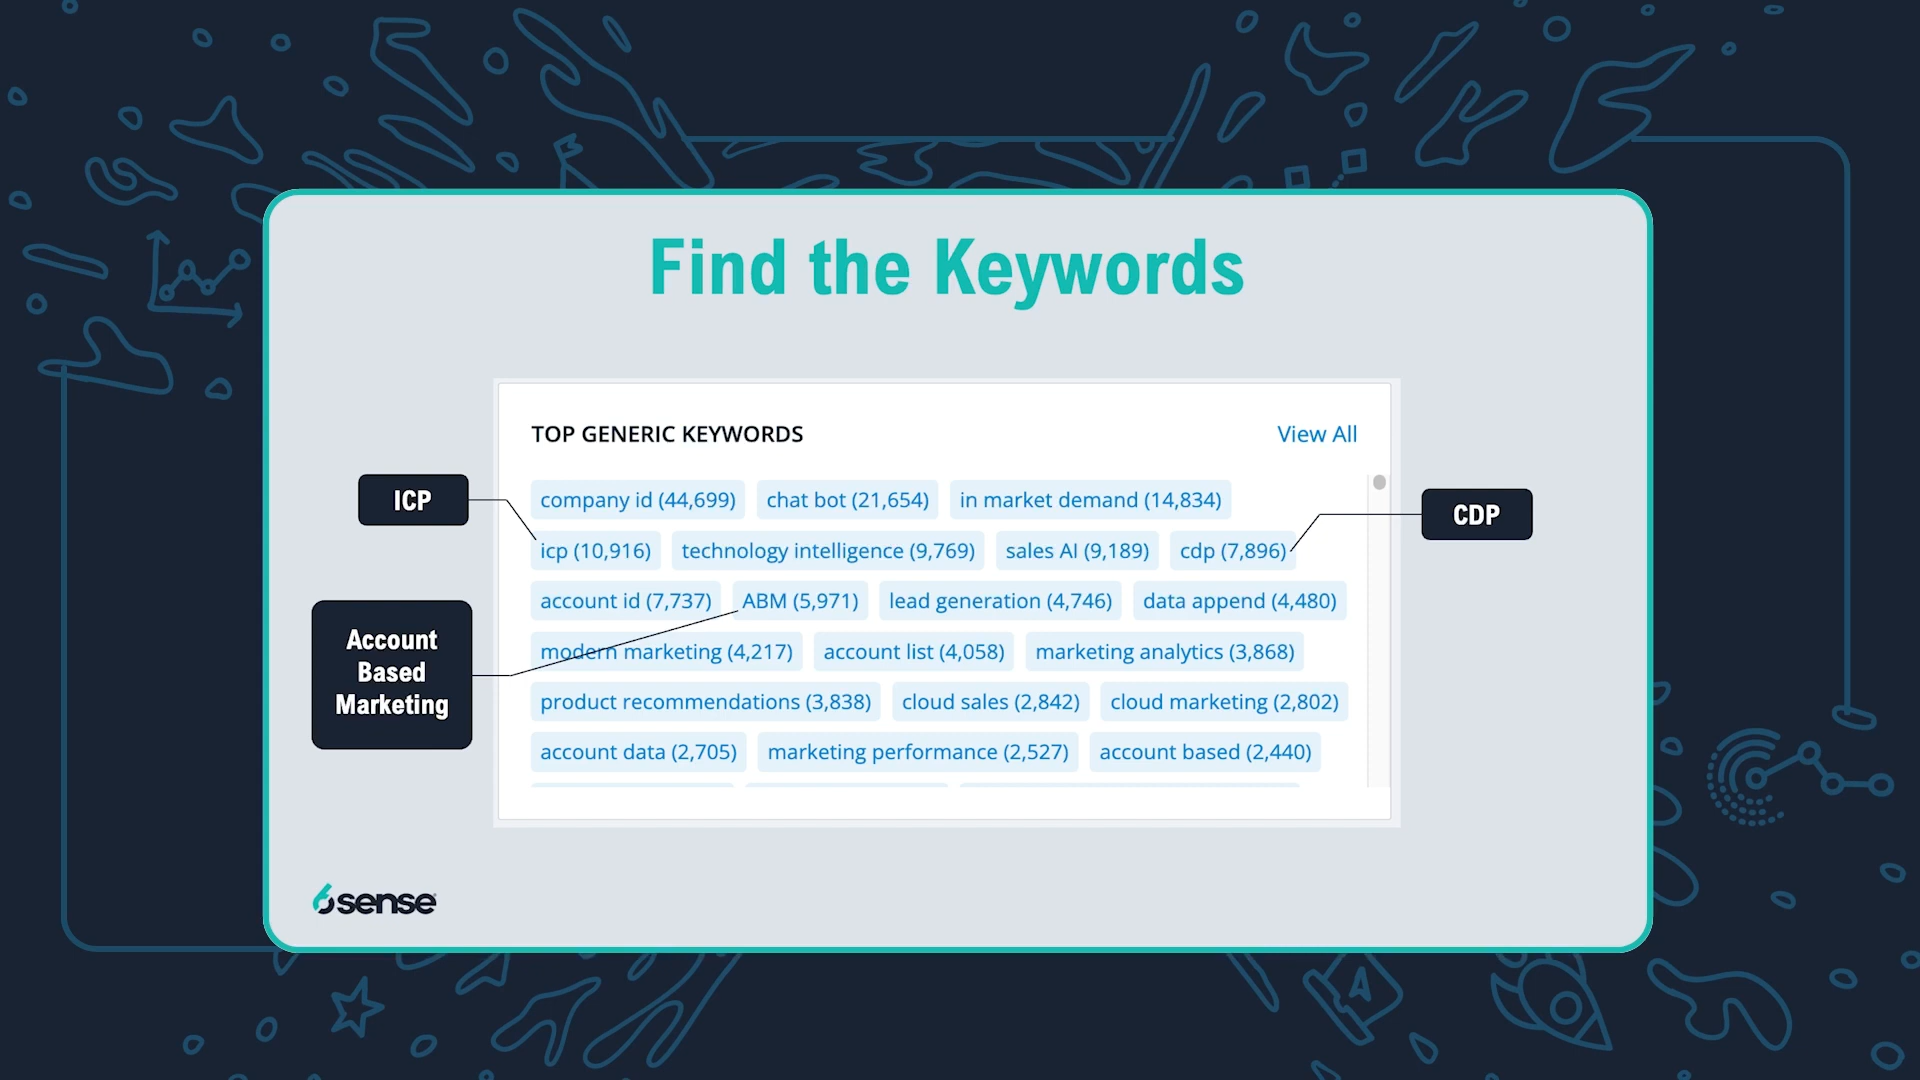 Find the Keywords
TOP GENERIC KEYWORDS View All
ICP
CDP
company id (44,699) chat bot (21,654) in market demand (14,834)
icp (10,916) technology intelligence (9,769) sales AI (9,189) cdp (7,896)
account id (7,737) ABM (5,971) lead generation (4,746) data append (4,480)
Account
Based
Marketing
modern marketing (4,217) account list (4,058) marketing analytics (3,868)
product recommendations (3,838) cloud sales (2,842) cloud marketing (2,802)
account data (2,705) marketing performance (2,527) account based (2,440)
6sense